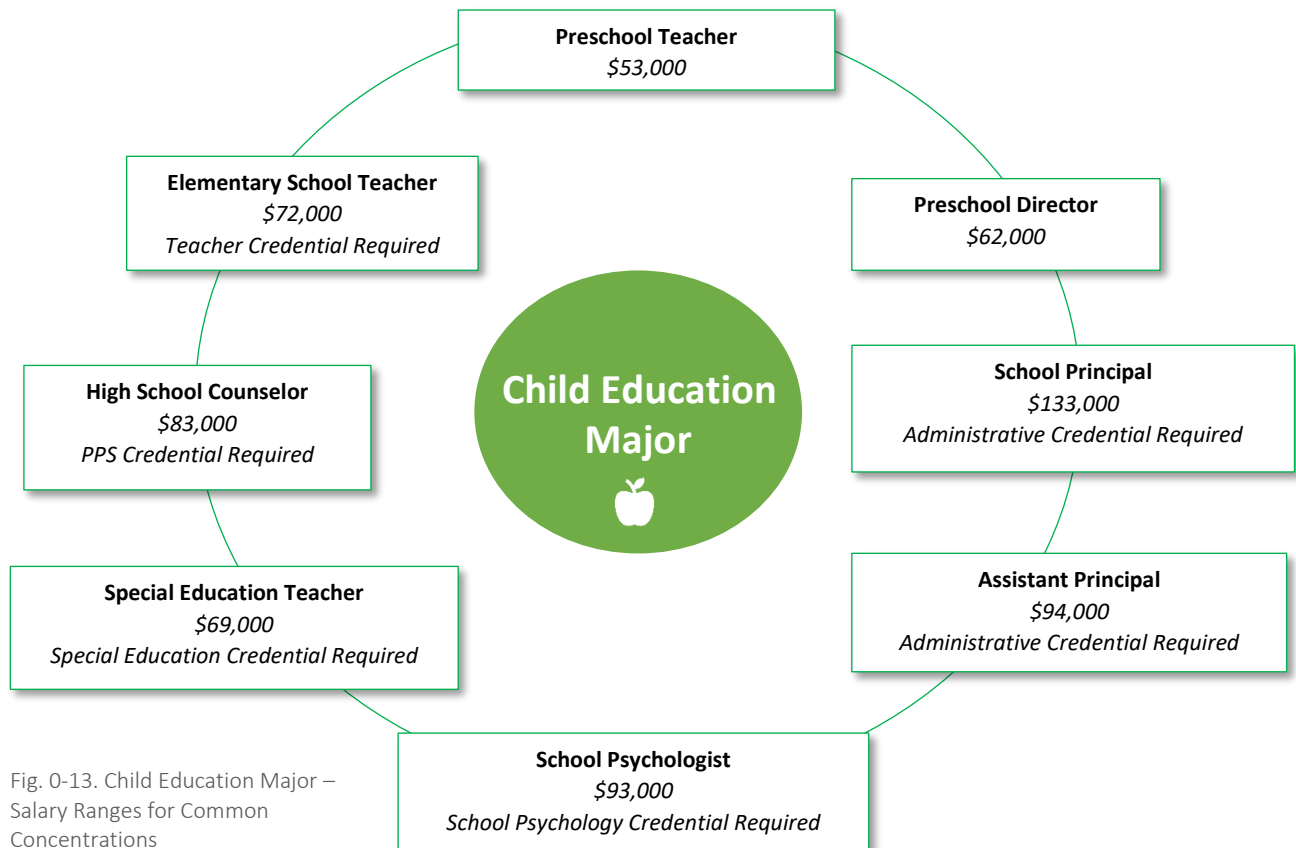 Preschool Teacher
$53,000
Elementary School Teacher
$72,000
Teacher Credential Required
Preschool Director
$62,000
Child Education
Major
School Principal
$133,000
Administrative Credential Required
High School Counselor
$83,000
PPS Credential Required
Assistant Principal
$94,000
Administrative Credential Required
Special Education Teacher
$69,000
Special Education Credential Required
School Psychologist
$93,000
School Psychology Credential Required
Fig. 0-13. Child Education Major –
Salary Ranges for Common
Concentrations